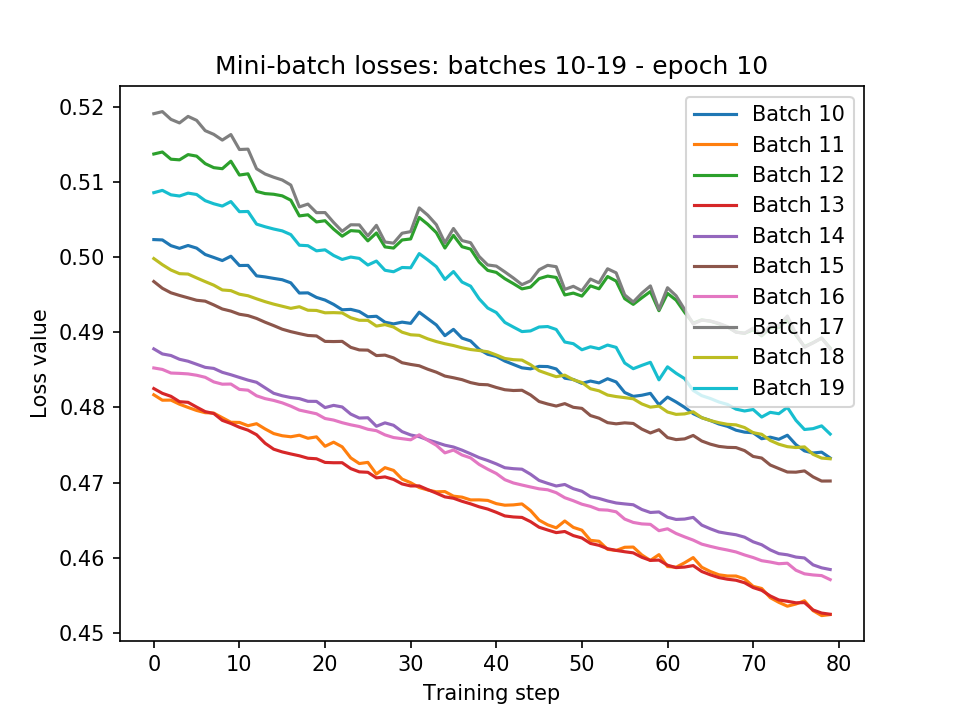 Mini-batch losses: batches 10-19 - epoch 10
0.52
0.51
0.50
0.49
0.48
0.47
0.46
0.45
Loss value
Batch 10
Batch 11
Batch 12
Batch 13
Batch 14
Batch 15
Batch 16
Batch 17
Batch 18
Batch 19
0 10 20 30 40 50 60 70 80
Training step